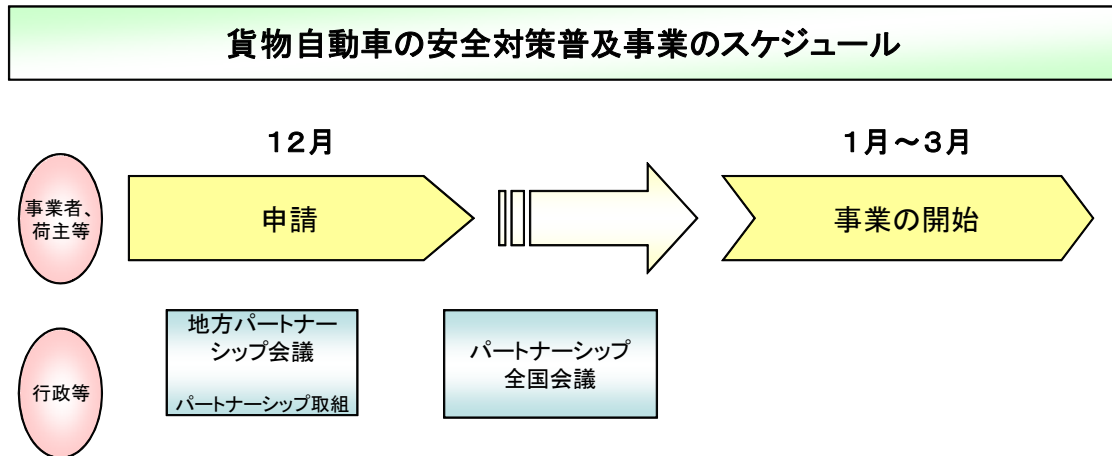 貨物自動車の安全対策普及事業のスケジュール
１２月
１月～３月
事業者、
荷主等
申請
事業の開始
行政等
地方パートナー
シップ会議
パートナーシップ取組
パートナーシップ
全国会議